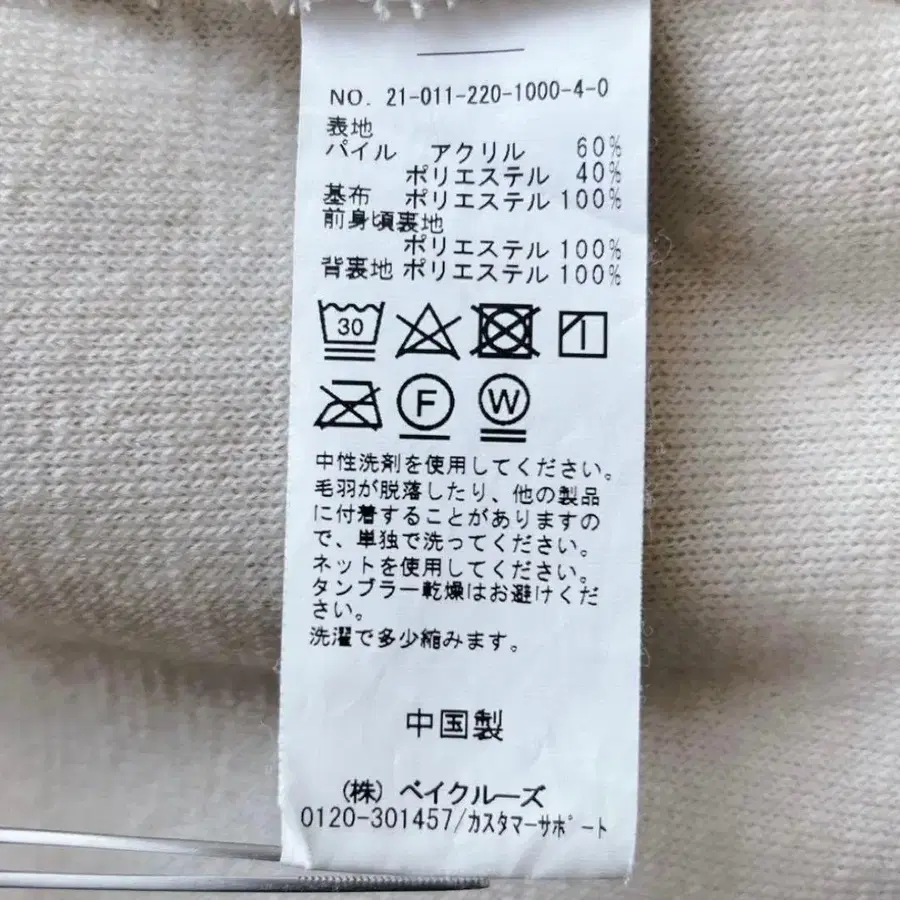 NO. 21-011-220-1000-4-0
表地
パイル アクリル 60%
ポリエステル 40%
基布 ポリエステル 100%
前身頃裏地
ポリエステル 100%
背裏地 ポリエステル 100%
30
F W
中性洗剤を使用してください。
毛羽が脱落したり、他の製品
に付着することがありますの
で、単独で洗ってください。
ネットを使用してください。
タンブラー乾燥はお避けくだ
さい。
洗濯で多少縮みます。
中国製
(株) ベイクルーズ
0120-301457/カスタマーサポート